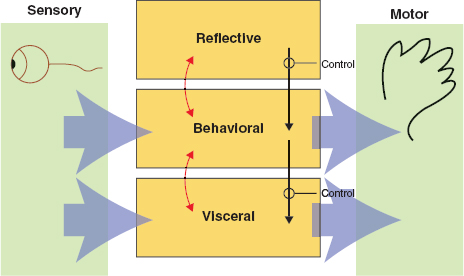 Sensory
Motor
Reflective
Control
Behavioral
Control
Visceral